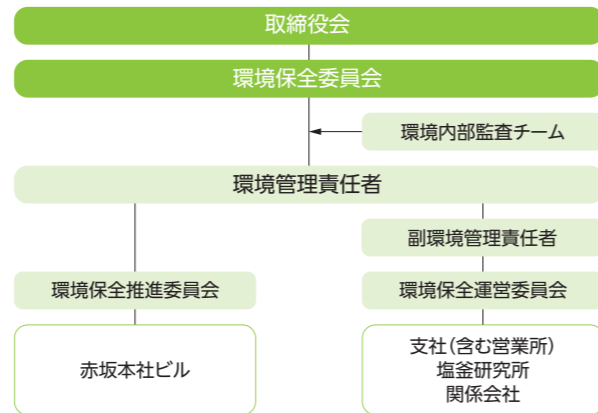 取締役会
環境保全委員会
環境内部監査チーム
環境管理責任者
副環境管理責任者
環境保全推進委員会
環境保全運営委員会
赤坂本社ビル
支社(含む営業所)
塩釜研究所
関係会社